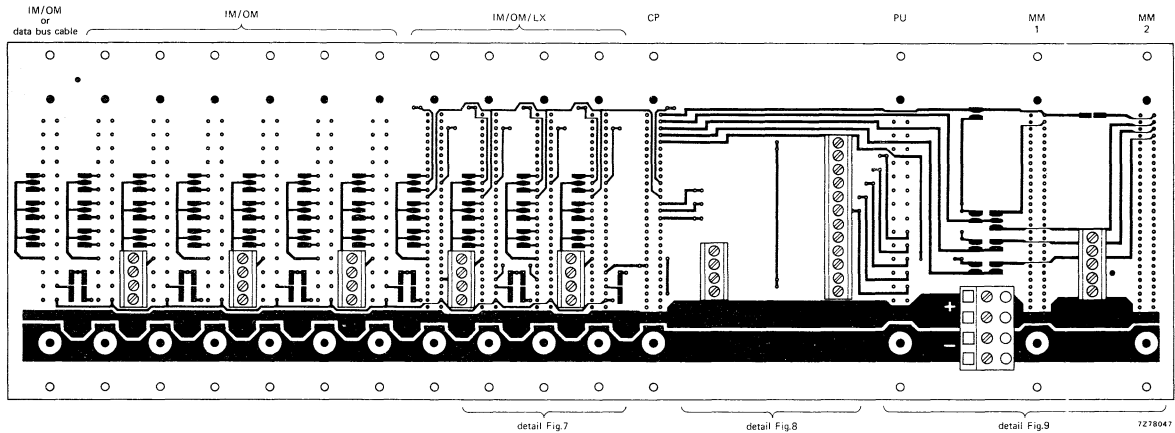 IM/OM
or
data bus cable
IM/OM
IM/OM/LX
CP
PU
MM
1
MM
2
+
−
detail Fig.7
detail Fig.8
detail Fig.9
7Z78047